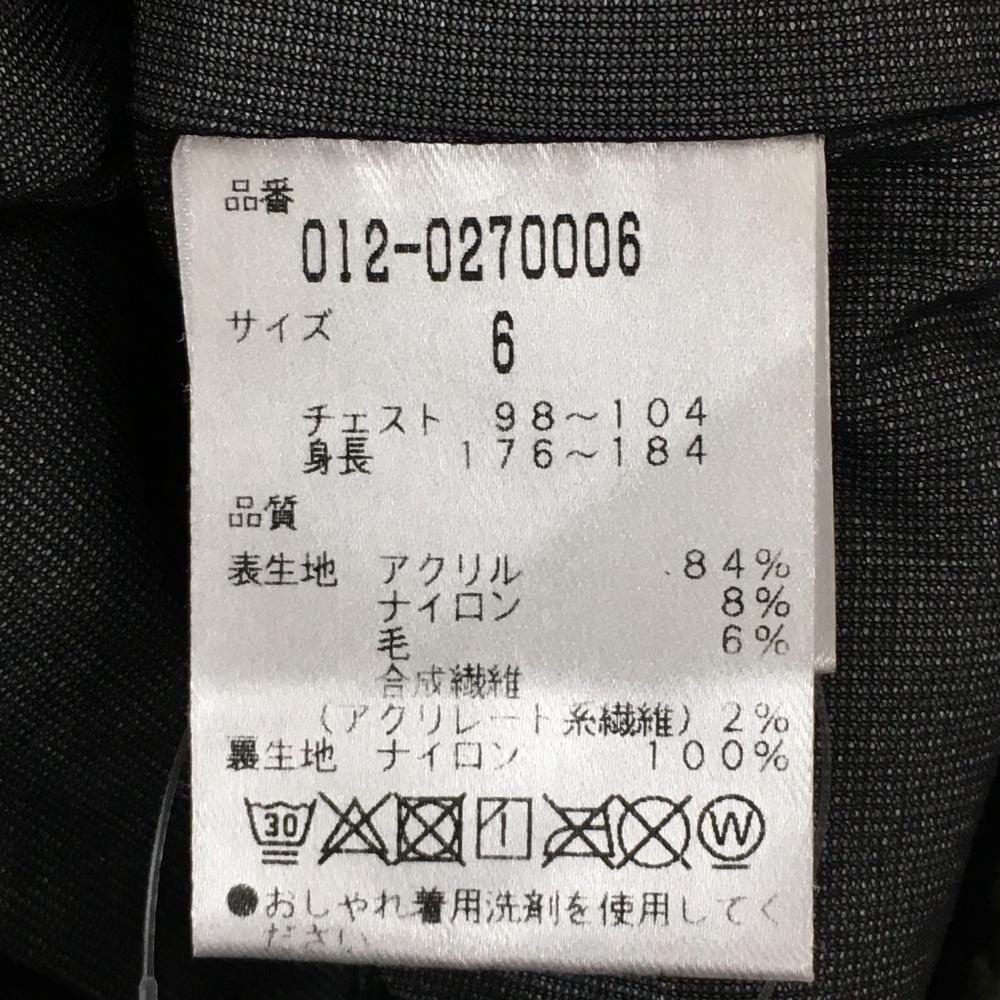 品番
012-0270006
サイズ 6
チェスト 98～104
身長 176～184
品質
表生地 アクリル 84%
ナイロン 8%
毛 6%
合成繊維
(アクリレート系繊維) 2%
裏生地 ナイロン 100%
30 W
●おしゃれ着用洗剤を使用してく
ださい